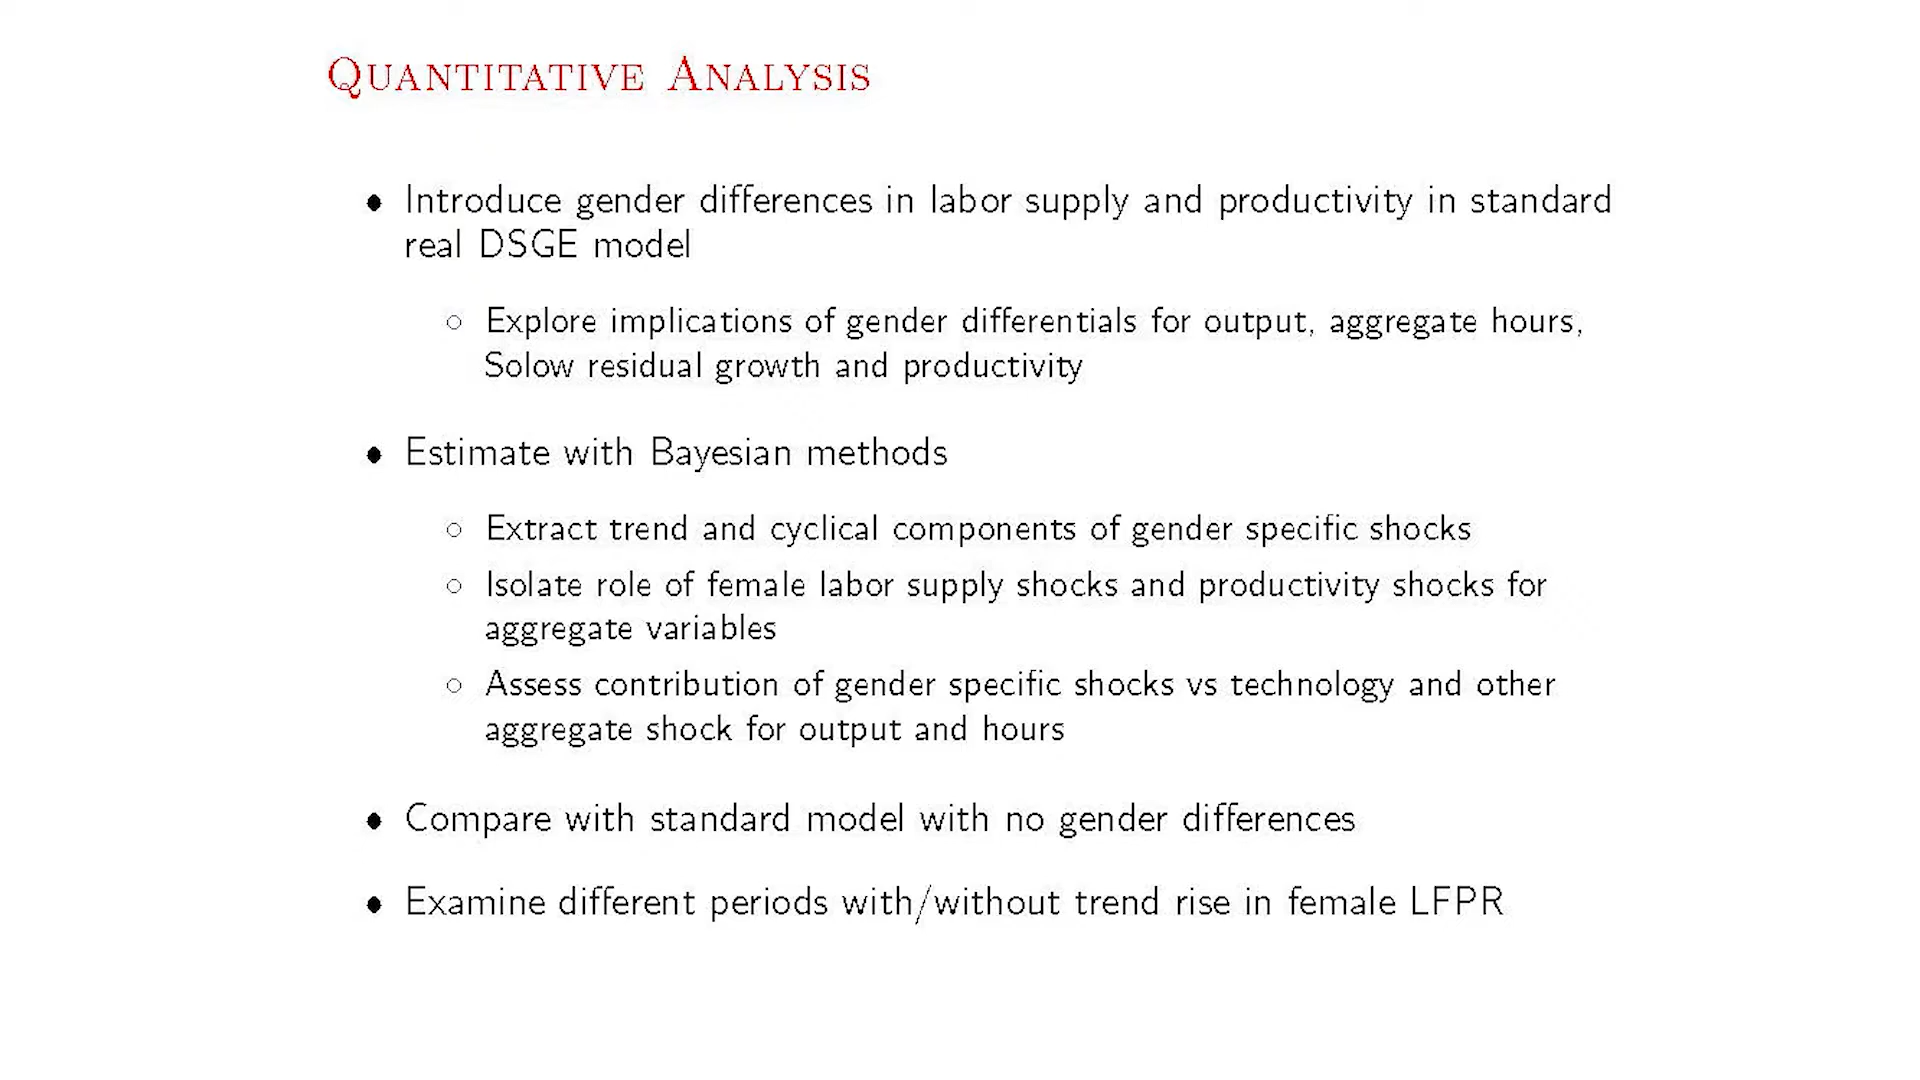 QUANTITATIVE ANALYSIS
• Introduce gender differences in labor supply and productivity in standard
real DSGE model
○ Explore implications of gender differentials for output, aggregate hours,
Solow residual growth and productivity
• Estimate with Bayesian methods
○ Extract trend and cyclical components of gender specific shocks
○ Isolate role of female labor supply shocks and productivity shocks for
aggregate variables
○ Assess contribution of gender specific shocks vs technology and other
aggregate shock for output and hours
• Compare with standard model with no gender differences
• Examine different periods with/without trend rise in female LFPR